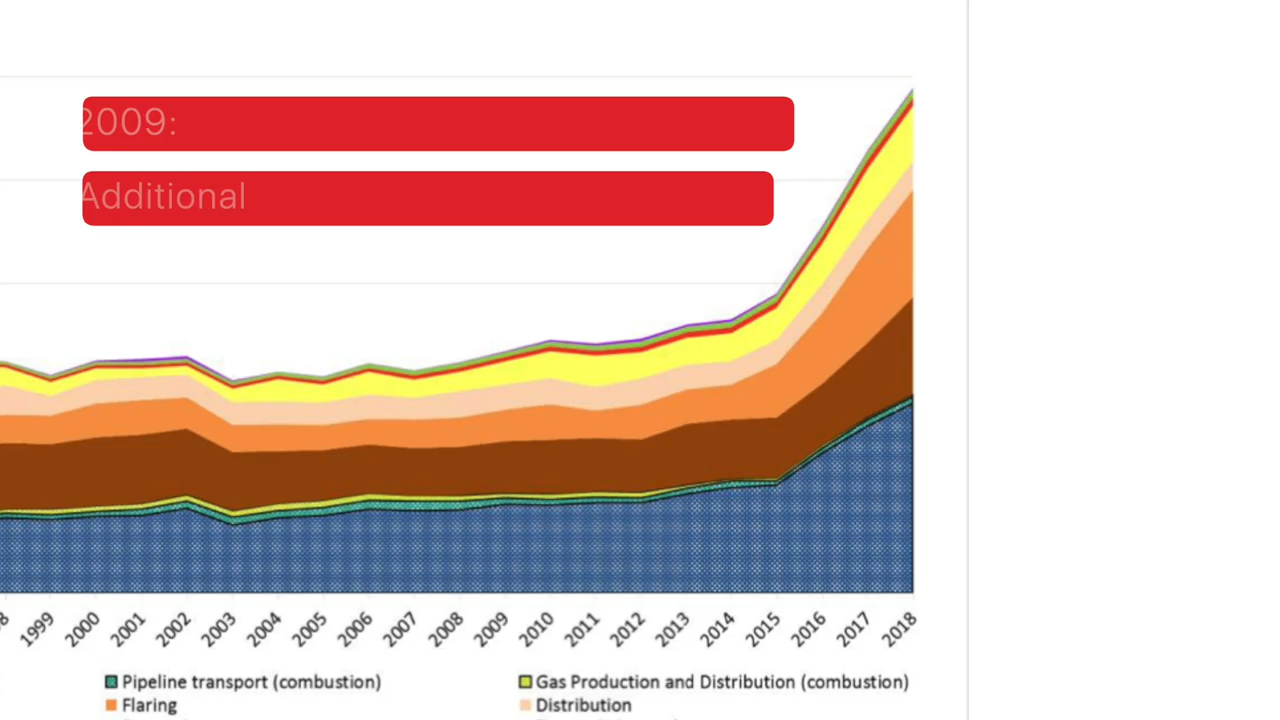 2009:
Additional
1999 2000 2001 2002 2003 2004 2005 2006 2007 2008 2009 2010 2011 2012 2013 2014 2015 2016 2017 2018
Pipeline transport (combustion) Gas Production and Distribution (combustion)
Flaring Distribution